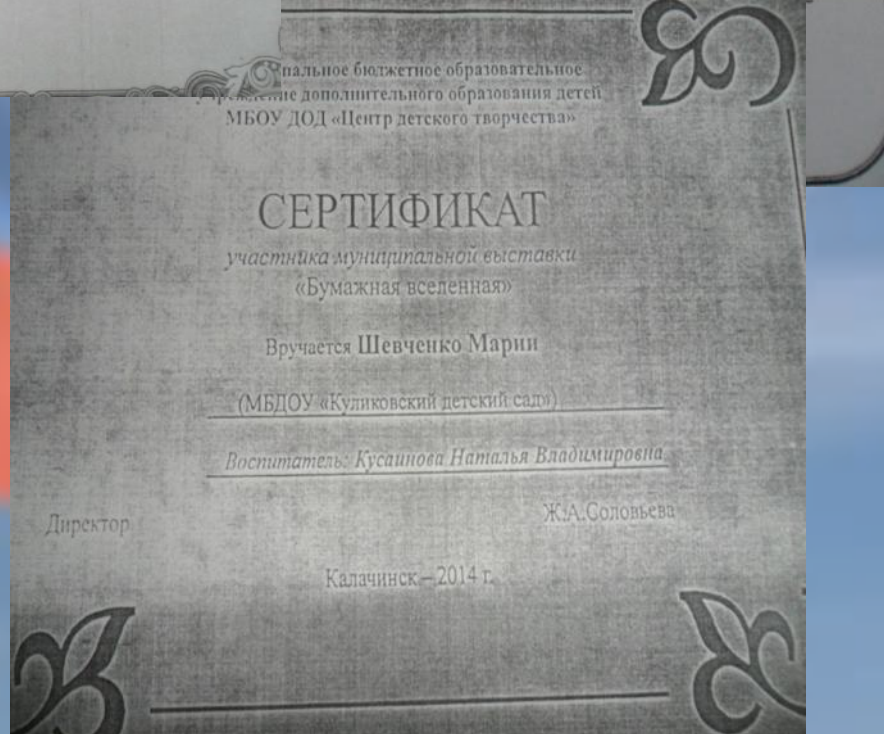 пальное бюджетное образовательное
ние дополнительного образования детей
МБОУ ДОД «Центр детского творчества»
СЕРТИФИКАТ
участника муниципальной выставки
«Бумажная вселенная»
Вручается Шевченко Марии
(МБДОУ «Куликовский детский сад»)
Воспитатель: Кусаинова Наталья Владимировна
Директор Ж.А.Соловьева
Калачинск – 2014 г.